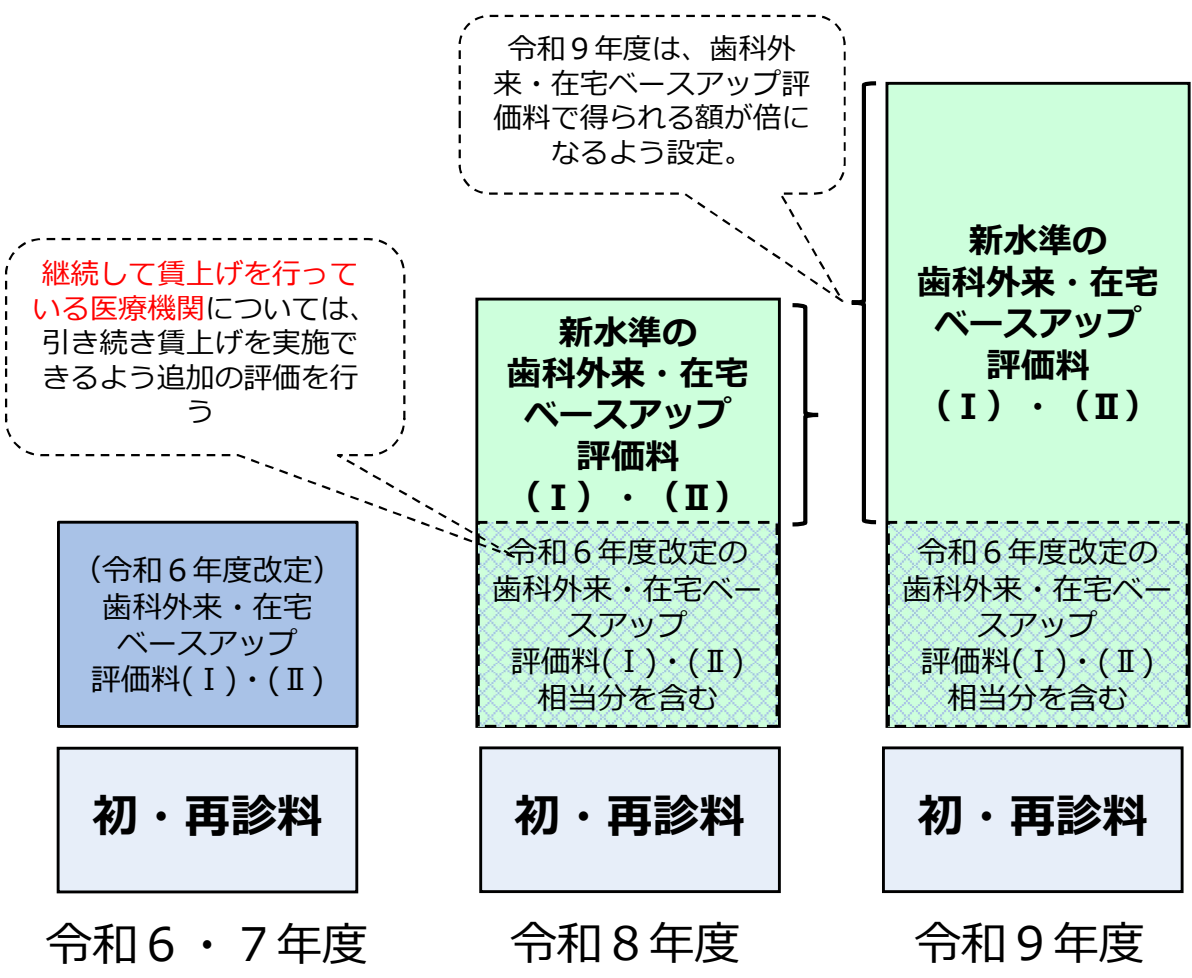 令和９年度は、歯科外
来・在宅ベースアップ評
価料で得られる額が倍に
なるよう設定。
継続して賃上げを行って
いる医療機関については、
引き続き賃上げを実施で
きるよう追加の評価を行
う
（令和６年度改定）
歯科外来・在宅
ベースアップ
評価料(Ⅰ)・(Ⅱ)
初・再診料
令和６・７年度
新水準の
歯科外来・在宅
ベースアップ
評価料
（Ⅰ）・（Ⅱ）
令和６年度改定の
歯科外来・在宅ベー
スアップ
評価料(Ⅰ)・(Ⅱ)
相当分を含む
初・再診料
令和８年度
新水準の
歯科外来・在宅
ベースアップ
評価料
（Ⅰ）・（Ⅱ）
令和６年度改定の
歯科外来・在宅ベー
スアップ
評価料(Ⅰ)・(Ⅱ)
相当分を含む
初・再診料
令和９年度